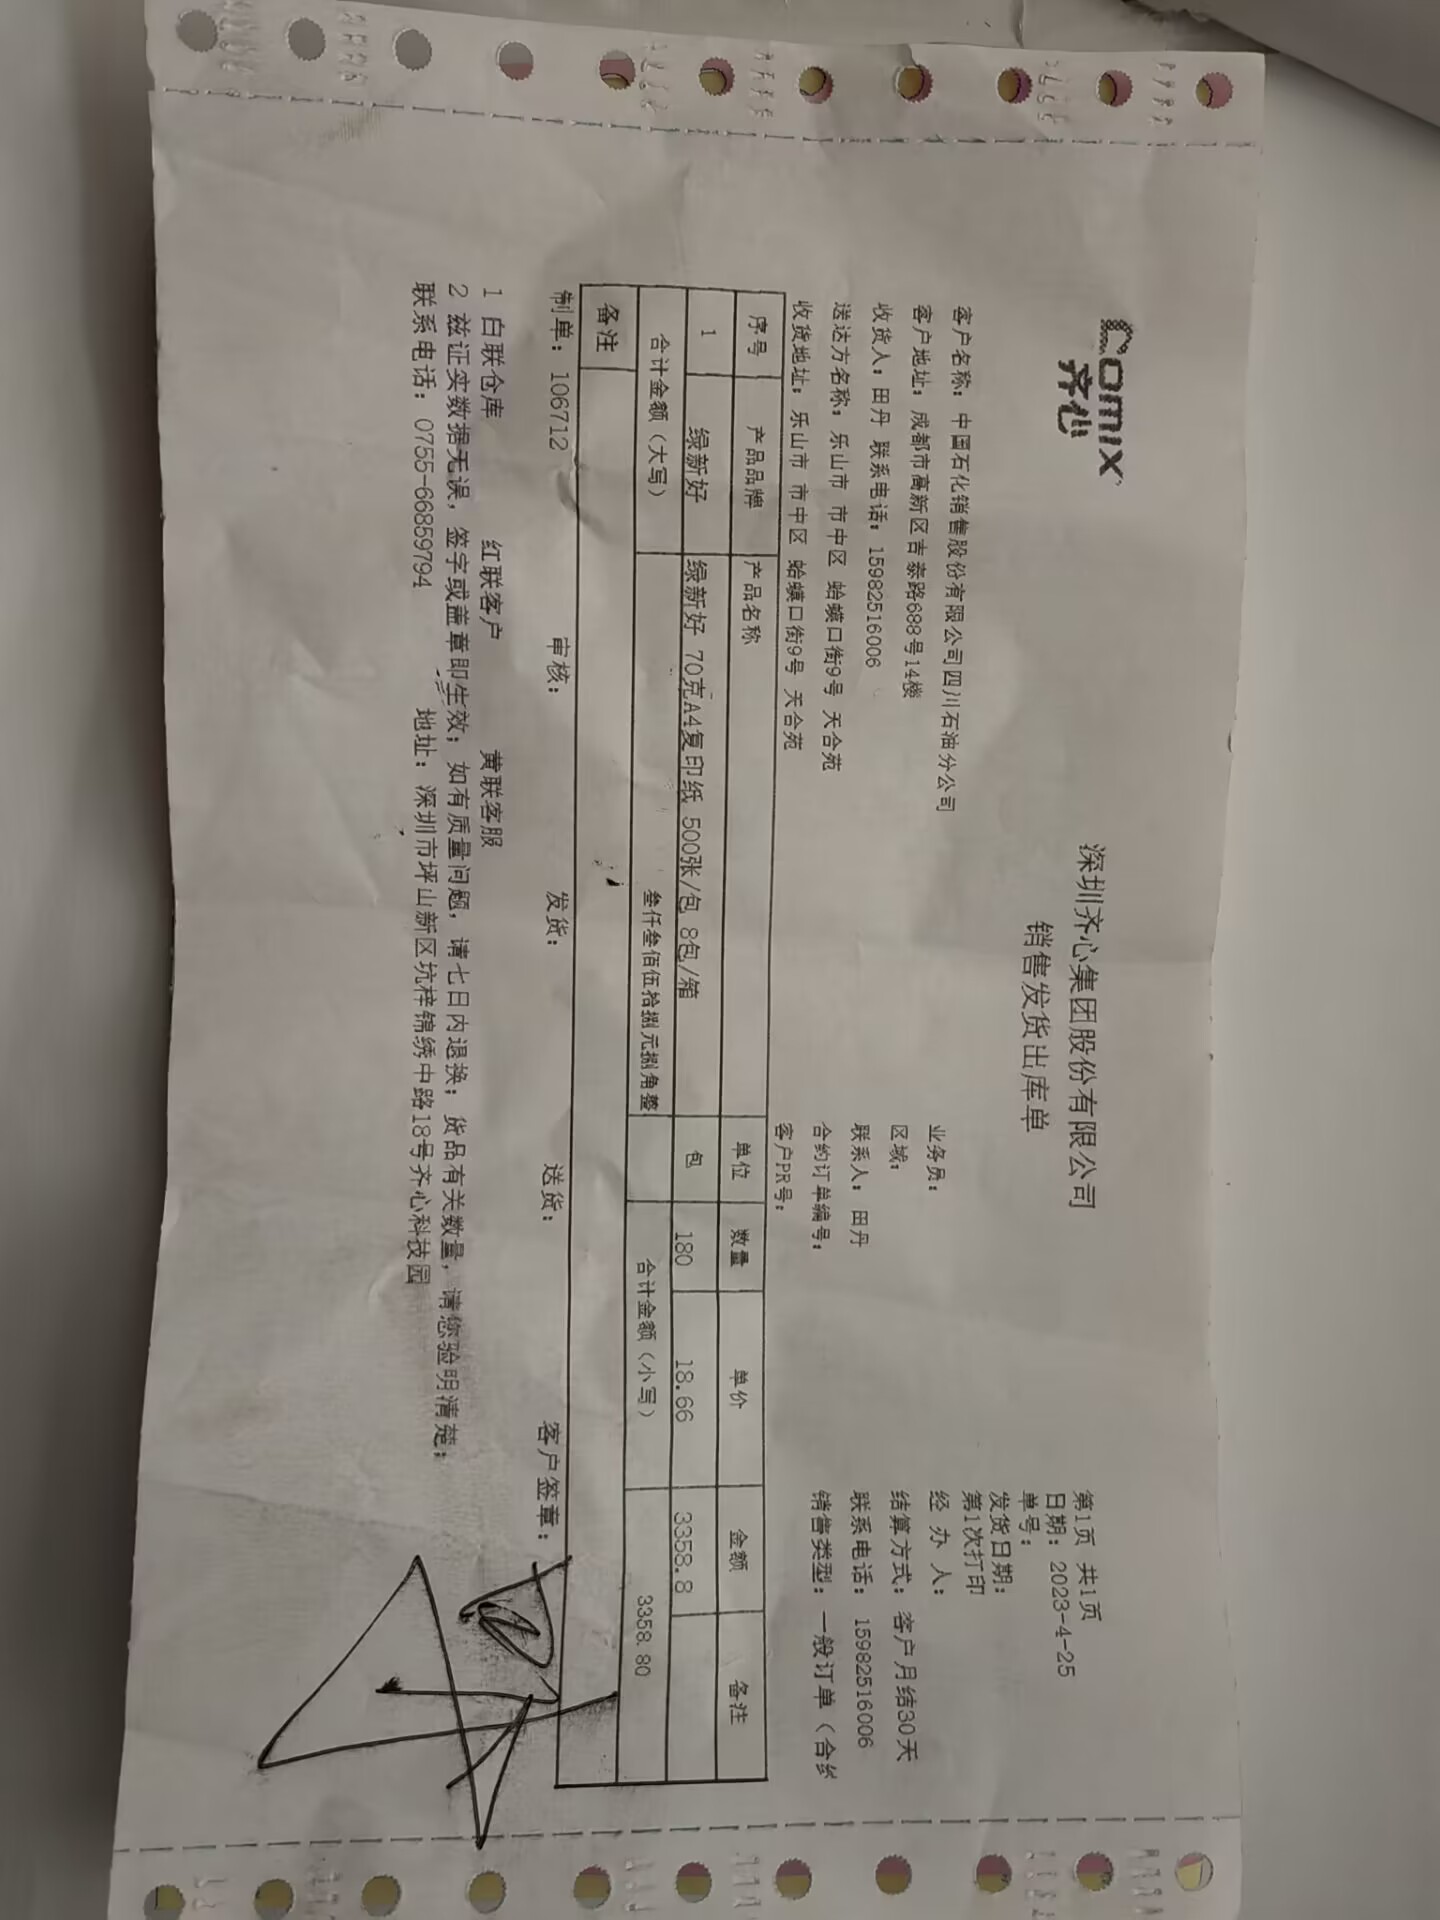 Comix
齐心
深圳齐心集团股份有限公司
销售发货出库单
第1页 共1页
日期：2023-4-25
单号：
发货日期：
第1次打印
客户名称：中国石化销售股份有限公司四川石油分公司 业务员： 经 办 人：
客户地址：成都市高新区吉泰路688号14楼 区域： 结算方式：客户月结30天
收货人：田丹 联系电话：15982516006 联系人：田丹 联系电话：15982516006
送达方名称：乐山市 市中区 蛤蟆口街9号 天合苑 合约订单编号： 销售类型：一般订单（合约
收货地址：乐山市 市中区 蛤蟆口街9号 天合苑 客户PR号：
序号 产品品牌 产品名称 单位 数量 单价 金额 备注
1 绿新好 绿新好 70克A4复印纸 500张/包 8包/箱 包 180 18.66 3358.8
合计金额（大写） 叁仟叁佰伍拾捌元捌角整 合计金额（小写） 3358.80
备注
制单：106712 审核： 发货： 送货： 客户签章：
1 白联仓库 红联客户 黄联客服
2 兹证实数据无误，签字或盖章即生效；如有质量问题，请七日内退换；货品有关数量，请您验明清楚；
联系电话：0755-66859794 地址：深圳市坪山新区坑梓锦绣中路18号齐心科技园